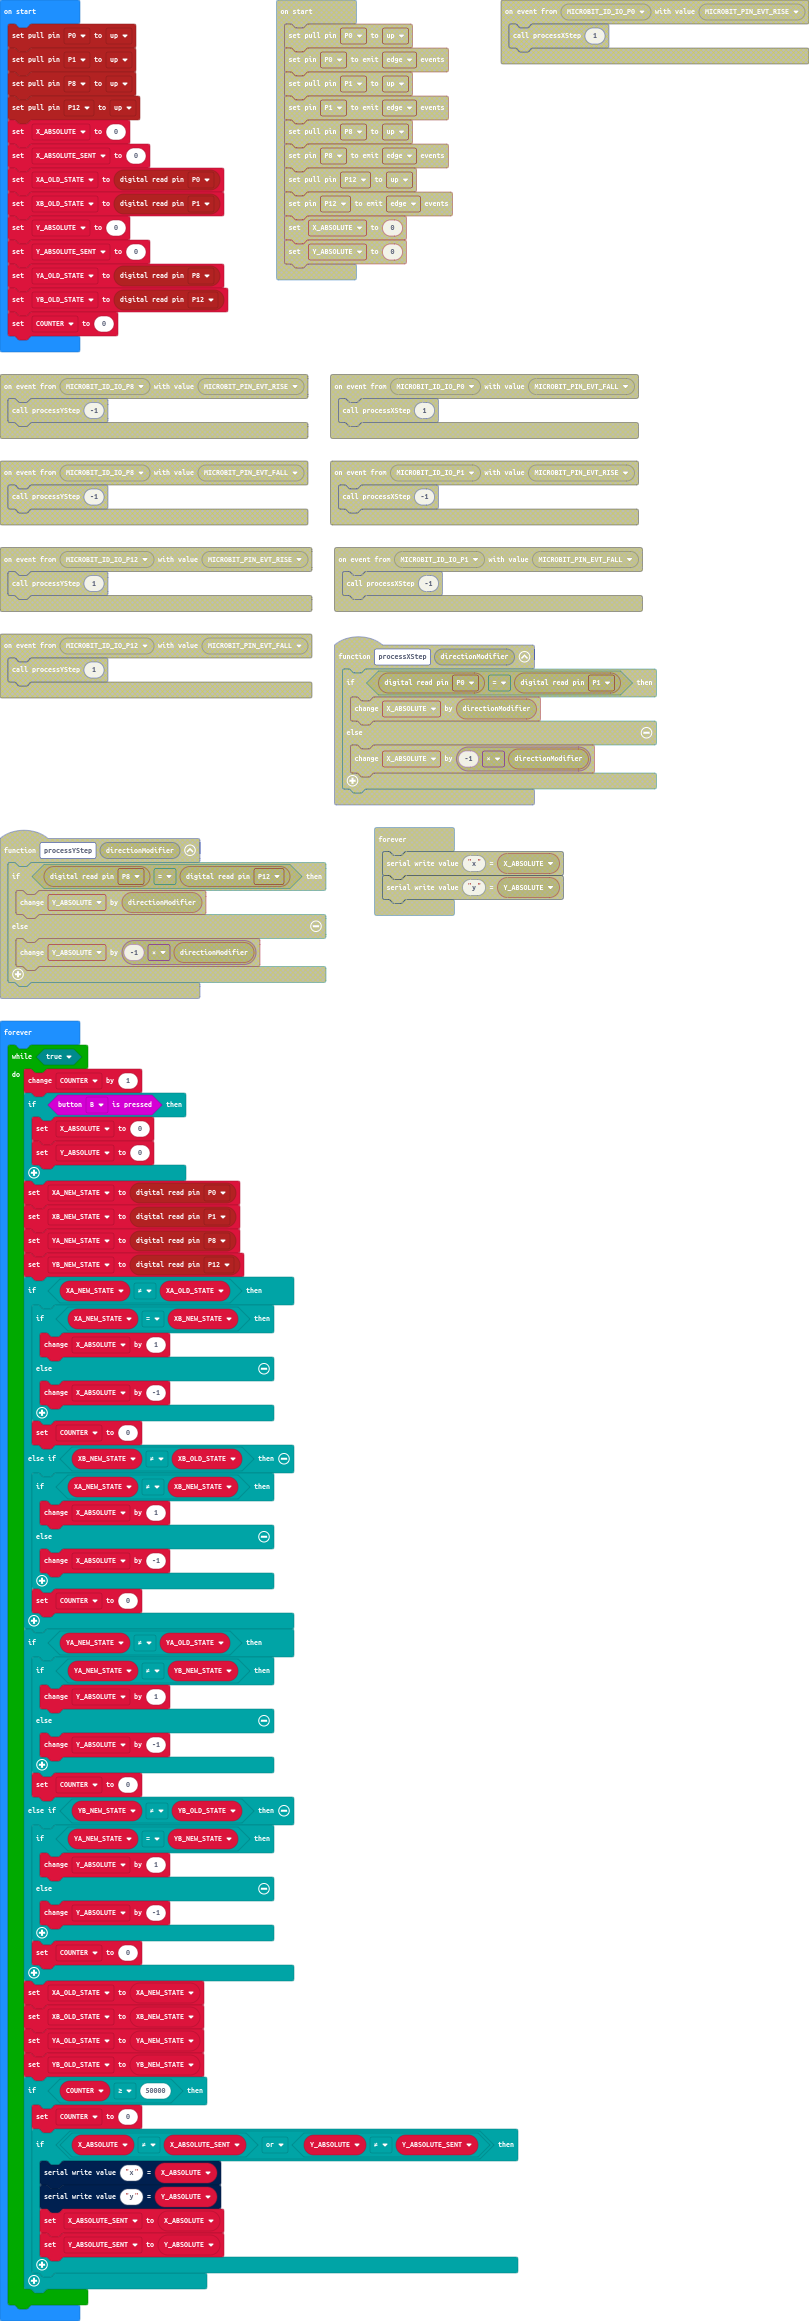 on start
set pull pin P0 to up
set pull pin P1 to up
set pull pin P8 to up
set pull pin P12 to up
set X_ABSOLUTE to 0
set X_ABSOLUTE_SENT to 0
set XA_OLD_STATE to digital read pin P0
set XB_OLD_STATE to digital read pin P1
set Y_ABSOLUTE to 0
set Y_ABSOLUTE_SENT to 0
set YA_OLD_STATE to digital read pin P8
set YB_OLD_STATE to digital read pin P12
set COUNTER to 0
on start
set pull pin P0 to up
set pin P0 to emit edge events
set pull pin P1 to up
set pin P1 to emit edge events
set pull pin P8 to up
set pin P8 to emit edge events
set pull pin P12 to up
set pin P12 to emit edge events
set X_ABSOLUTE to 0
set Y_ABSOLUTE to 0
on event from MICROBIT_ID_IO_P0 with value MICROBIT_PIN_EVT_RISE
call processXStep 1
on event from MICROBIT_ID_IO_P8 with value MICROBIT_PIN_EVT_RISE
call processYStep -1
on event from MICROBIT_ID_IO_P0 with value MICROBIT_PIN_EVT_FALL
call processXStep 1
on event from MICROBIT_ID_IO_P8 with value MICROBIT_PIN_EVT_FALL
call processYStep -1
on event from MICROBIT_ID_IO_P1 with value MICROBIT_PIN_EVT_RISE
call processXStep -1
on event from MICROBIT_ID_IO_P12 with value MICROBIT_PIN_EVT_RISE
call processYStep 1
on event from MICROBIT_ID_IO_P1 with value MICROBIT_PIN_EVT_FALL
call processXStep -1
on event from MICROBIT_ID_IO_P12 with value MICROBIT_PIN_EVT_FALL
call processYStep 1
function processXStep directionModifier
if digital read pin P0 = digital read pin P1 then
change X_ABSOLUTE by directionModifier
else
change X_ABSOLUTE by -1 × directionModifier
function processYStep directionModifier
if digital read pin P8 = digital read pin P12 then
change Y_ABSOLUTE by directionModifier
else
change Y_ABSOLUTE by -1 × directionModifier
forever
serial write value "x" = X_ABSOLUTE
serial write value "y" = Y_ABSOLUTE
forever
while true
do
change COUNTER by 1
if button B is pressed then
set X_ABSOLUTE to 0
set Y_ABSOLUTE to 0
set XA_NEW_STATE to digital read pin P0
set XB_NEW_STATE to digital read pin P1
set YA_NEW_STATE to digital read pin P8
set YB_NEW_STATE to digital read pin P12
if XA_NEW_STATE ≠ XA_OLD_STATE then
if XA_NEW_STATE = XB_NEW_STATE then
change X_ABSOLUTE by 1
else
change X_ABSOLUTE by -1
set COUNTER to 0
else if XB_NEW_STATE ≠ XB_OLD_STATE then
if XA_NEW_STATE ≠ XB_NEW_STATE then
change X_ABSOLUTE by 1
else
change X_ABSOLUTE by -1
set COUNTER to 0
if YA_NEW_STATE ≠ YA_OLD_STATE then
if YA_NEW_STATE ≠ YB_NEW_STATE then
change Y_ABSOLUTE by 1
else
change Y_ABSOLUTE by -1
set COUNTER to 0
else if YB_NEW_STATE ≠ YB_OLD_STATE then
if YA_NEW_STATE = YB_NEW_STATE then
change Y_ABSOLUTE by 1
else
change Y_ABSOLUTE by -1
set COUNTER to 0
set XA_OLD_STATE to XA_NEW_STATE
set XB_OLD_STATE to XB_NEW_STATE
set YA_OLD_STATE to YA_NEW_STATE
set YB_OLD_STATE to YB_NEW_STATE
if COUNTER ≥ 50000 then
set COUNTER to 0
if X_ABSOLUTE ≠ X_ABSOLUTE_SENT or Y_ABSOLUTE ≠ Y_ABSOLUTE_SENT then
serial write value "x" = X_ABSOLUTE
serial write value "y" = Y_ABSOLUTE
set X_ABSOLUTE_SENT to X_ABSOLUTE
set Y_ABSOLUTE_SENT to Y_ABSOLUTE